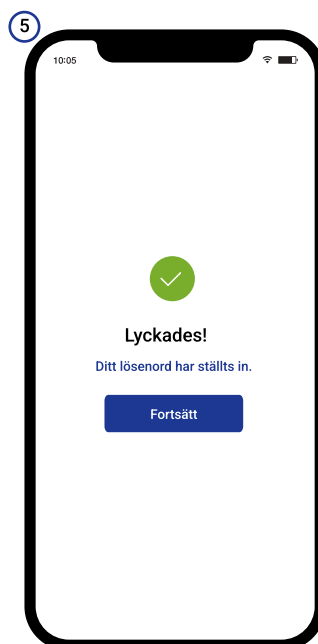 5
10:05
Lyckades!
Ditt lösenord har ställts in.
Fortsätt